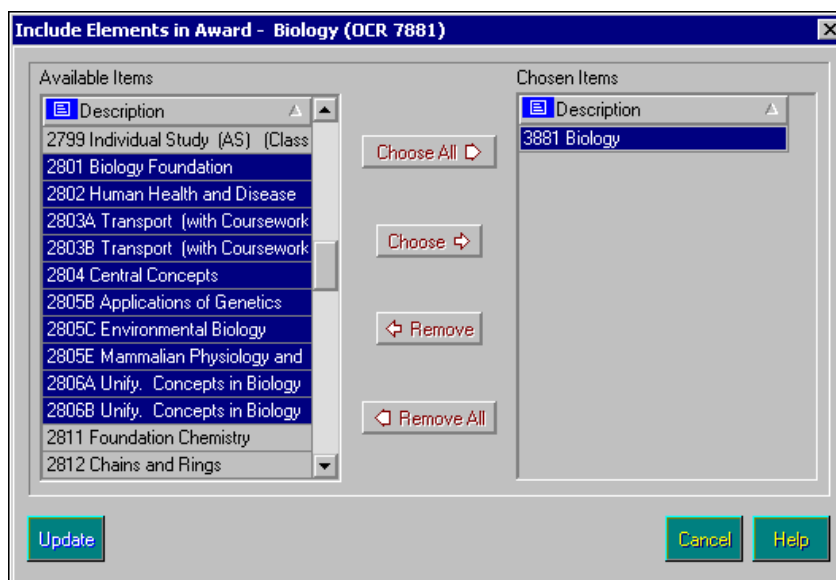 Include Elements in Award - Biology (OCR 7881)
Available Items
Description
2799 Individual Study (AS) (Class
2801 Biology Foundation
2802 Human Health and Disease
2803A Transport (with Coursework
2803B Transport (with Coursework
2804 Central Concepts
2805B Applications of Genetics
2805C Environmental Biology
2805E Mammalian Physiology and
2806A Unify. Concepts in Biology
2806B Unify. Concepts in Biology
2811 Foundation Chemistry
2812 Chains and Rings
Choose All
Choose
Remove
Remove All
Chosen Items
Description
3881 Biology
Update
Cancel
Help